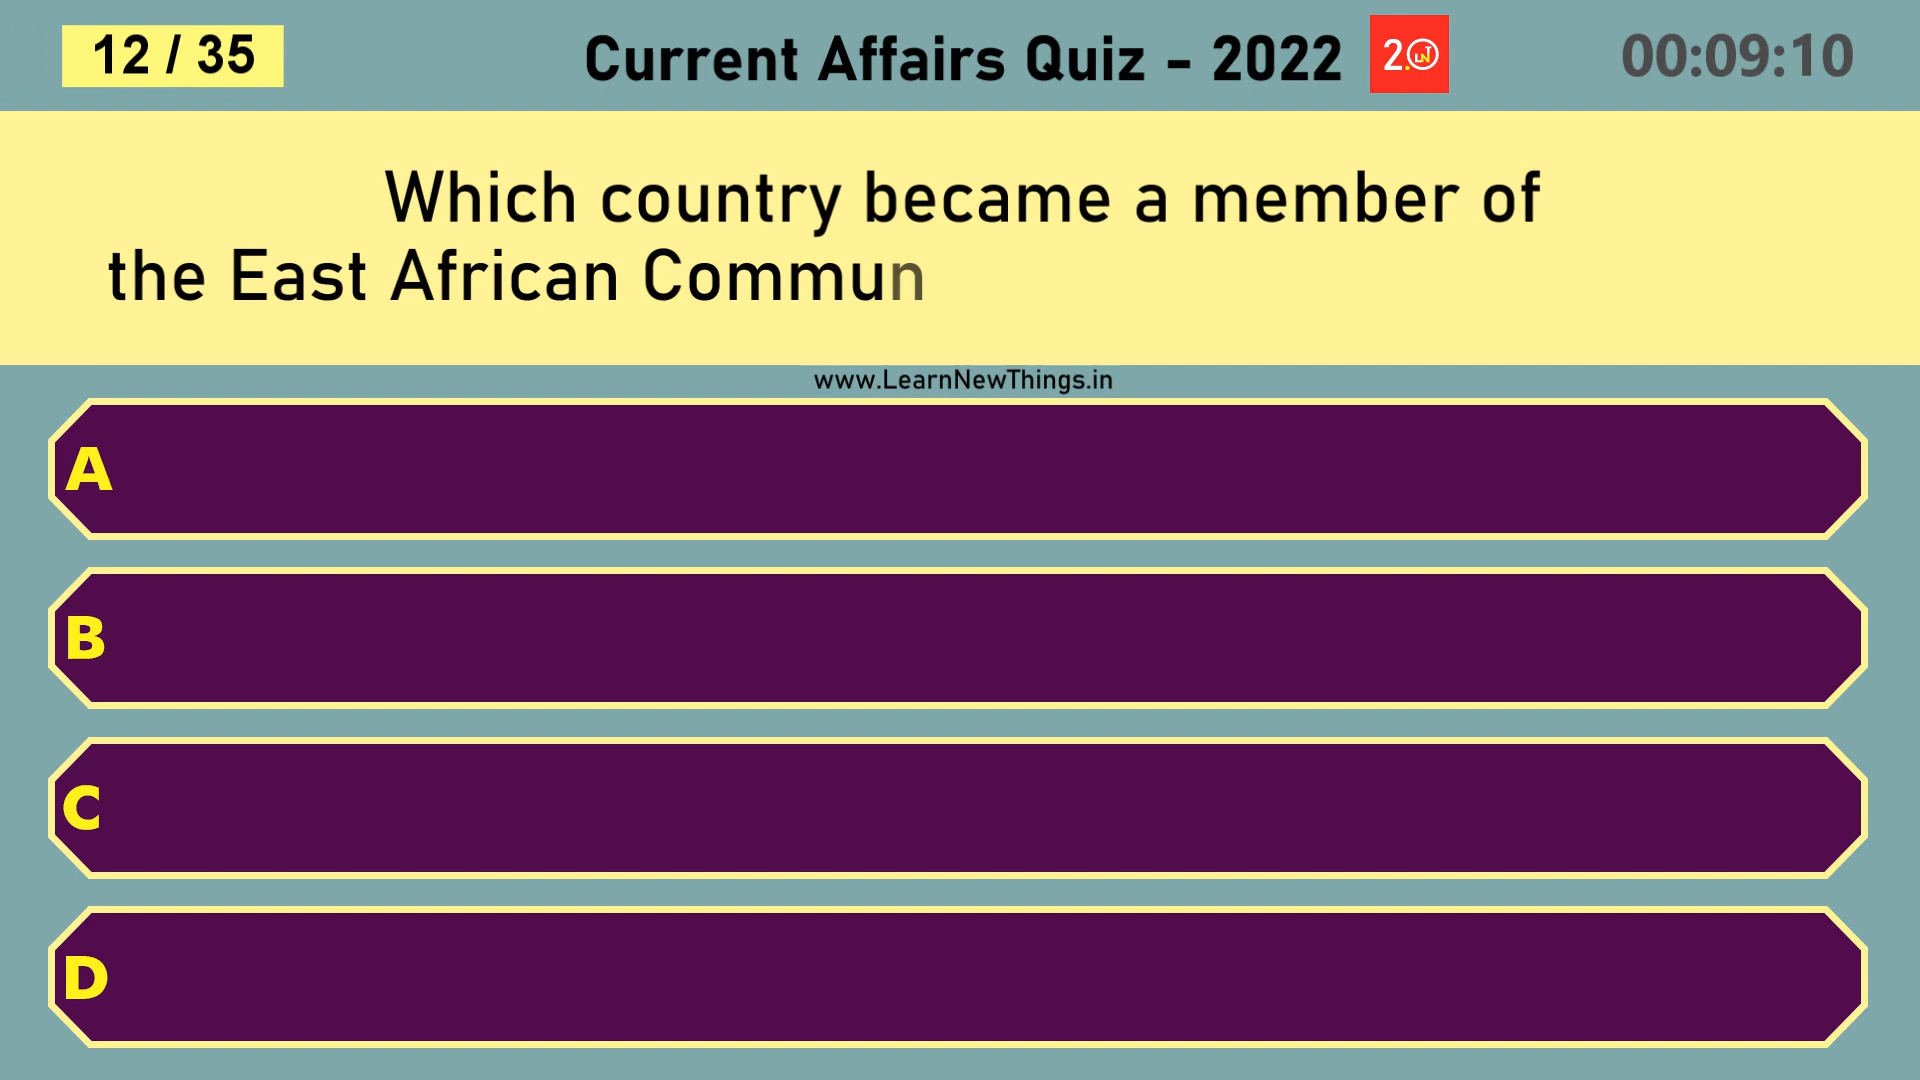 12 / 35
Current Affairs Quiz - 2022
2.LNT
00:09:10
Which country became a member of
the East African Commun
www.LearnNewThings.in
A
B
C
D